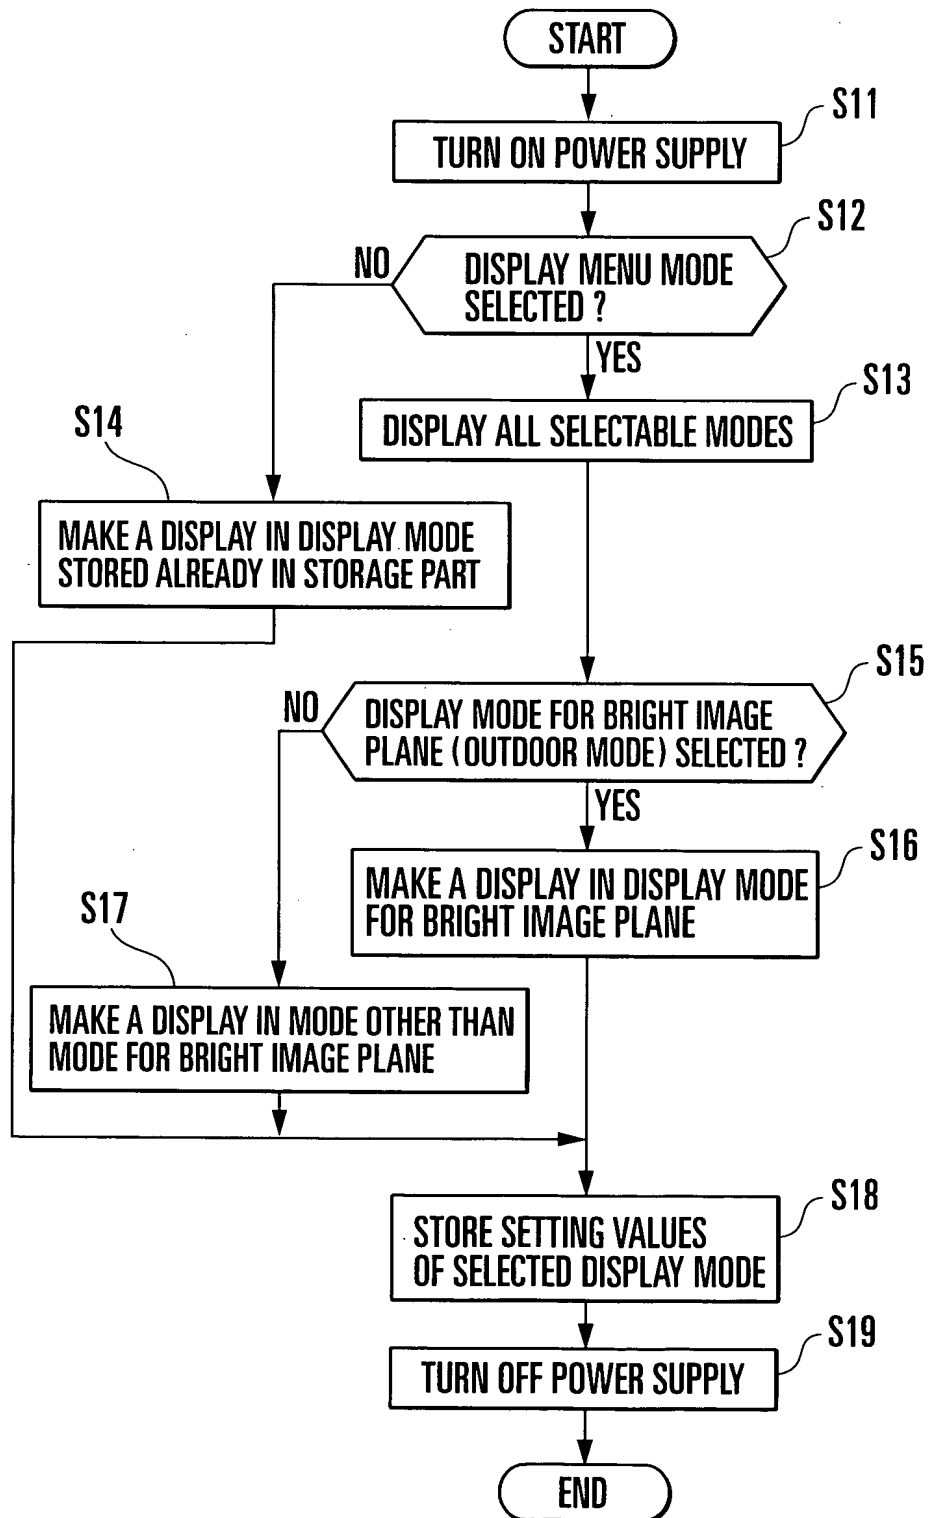 START
S11
TURN ON POWER SUPPLY
S12
NO
DISPLAY MENU MODE
SELECTED ?
YES
S13
DISPLAY ALL SELECTABLE MODES
S14
MAKE A DISPLAY IN DISPLAY MODE
STORED ALREADY IN STORAGE PART
S15
NO
DISPLAY MODE FOR BRIGHT IMAGE
PLANE (OUTDOOR MODE) SELECTED ?
YES
S16
MAKE A DISPLAY IN DISPLAY MODE
FOR BRIGHT IMAGE PLANE
S17
MAKE A DISPLAY IN MODE OTHER THAN
MODE FOR BRIGHT IMAGE PLANE
S18
STORE SETTING VALUES
OF SELECTED DISPLAY MODE
S19
TURN OFF POWER SUPPLY
END